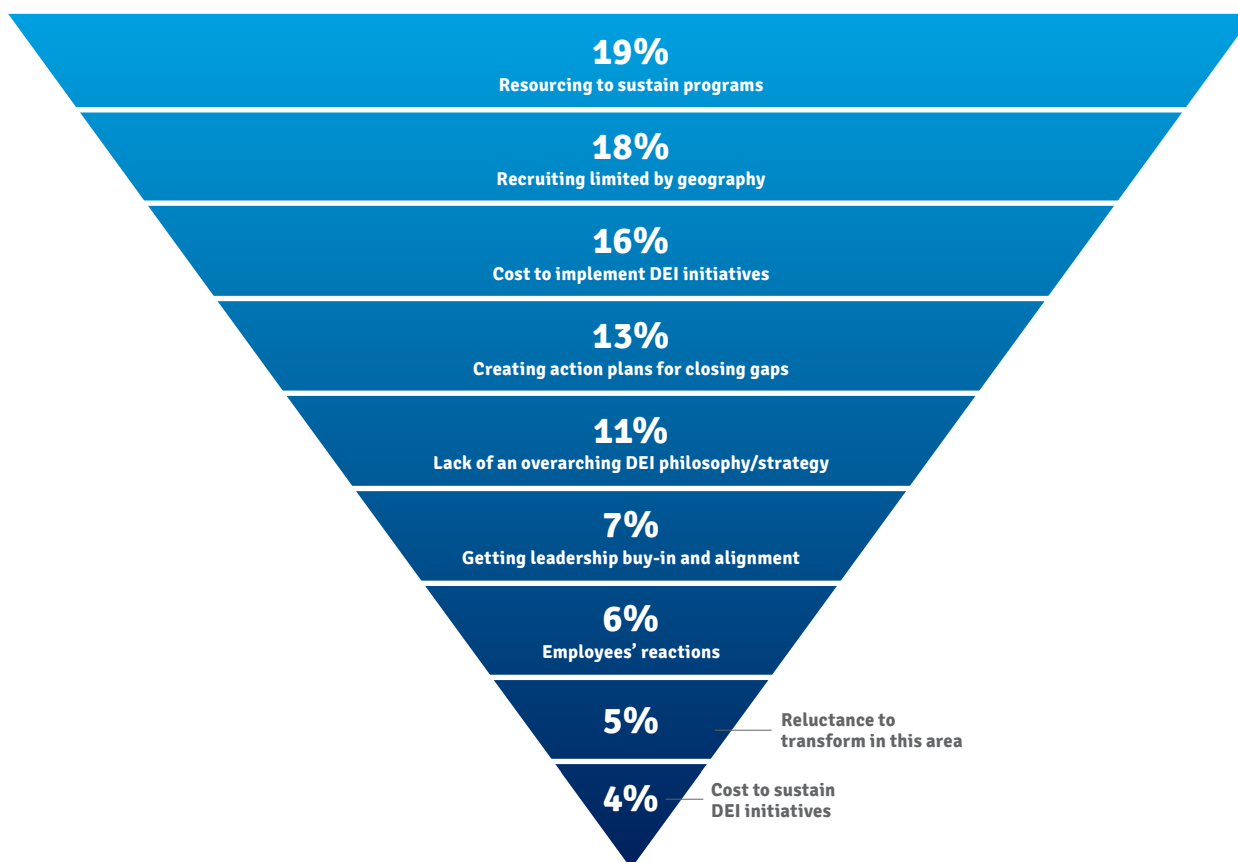 19%
Resourcing to sustain programs
18%
Recruiting limited by geography
16%
Cost to implement DEI initiatives
13%
Creating action plans for closing gaps
11%
Lack of an overarching DEI philosophy/strategy
7%
Getting leadership buy-in and alignment
6%
Employees’ reactions
5%
Reluctance to
transform in this area
4%
Cost to sustain
DEI initiatives